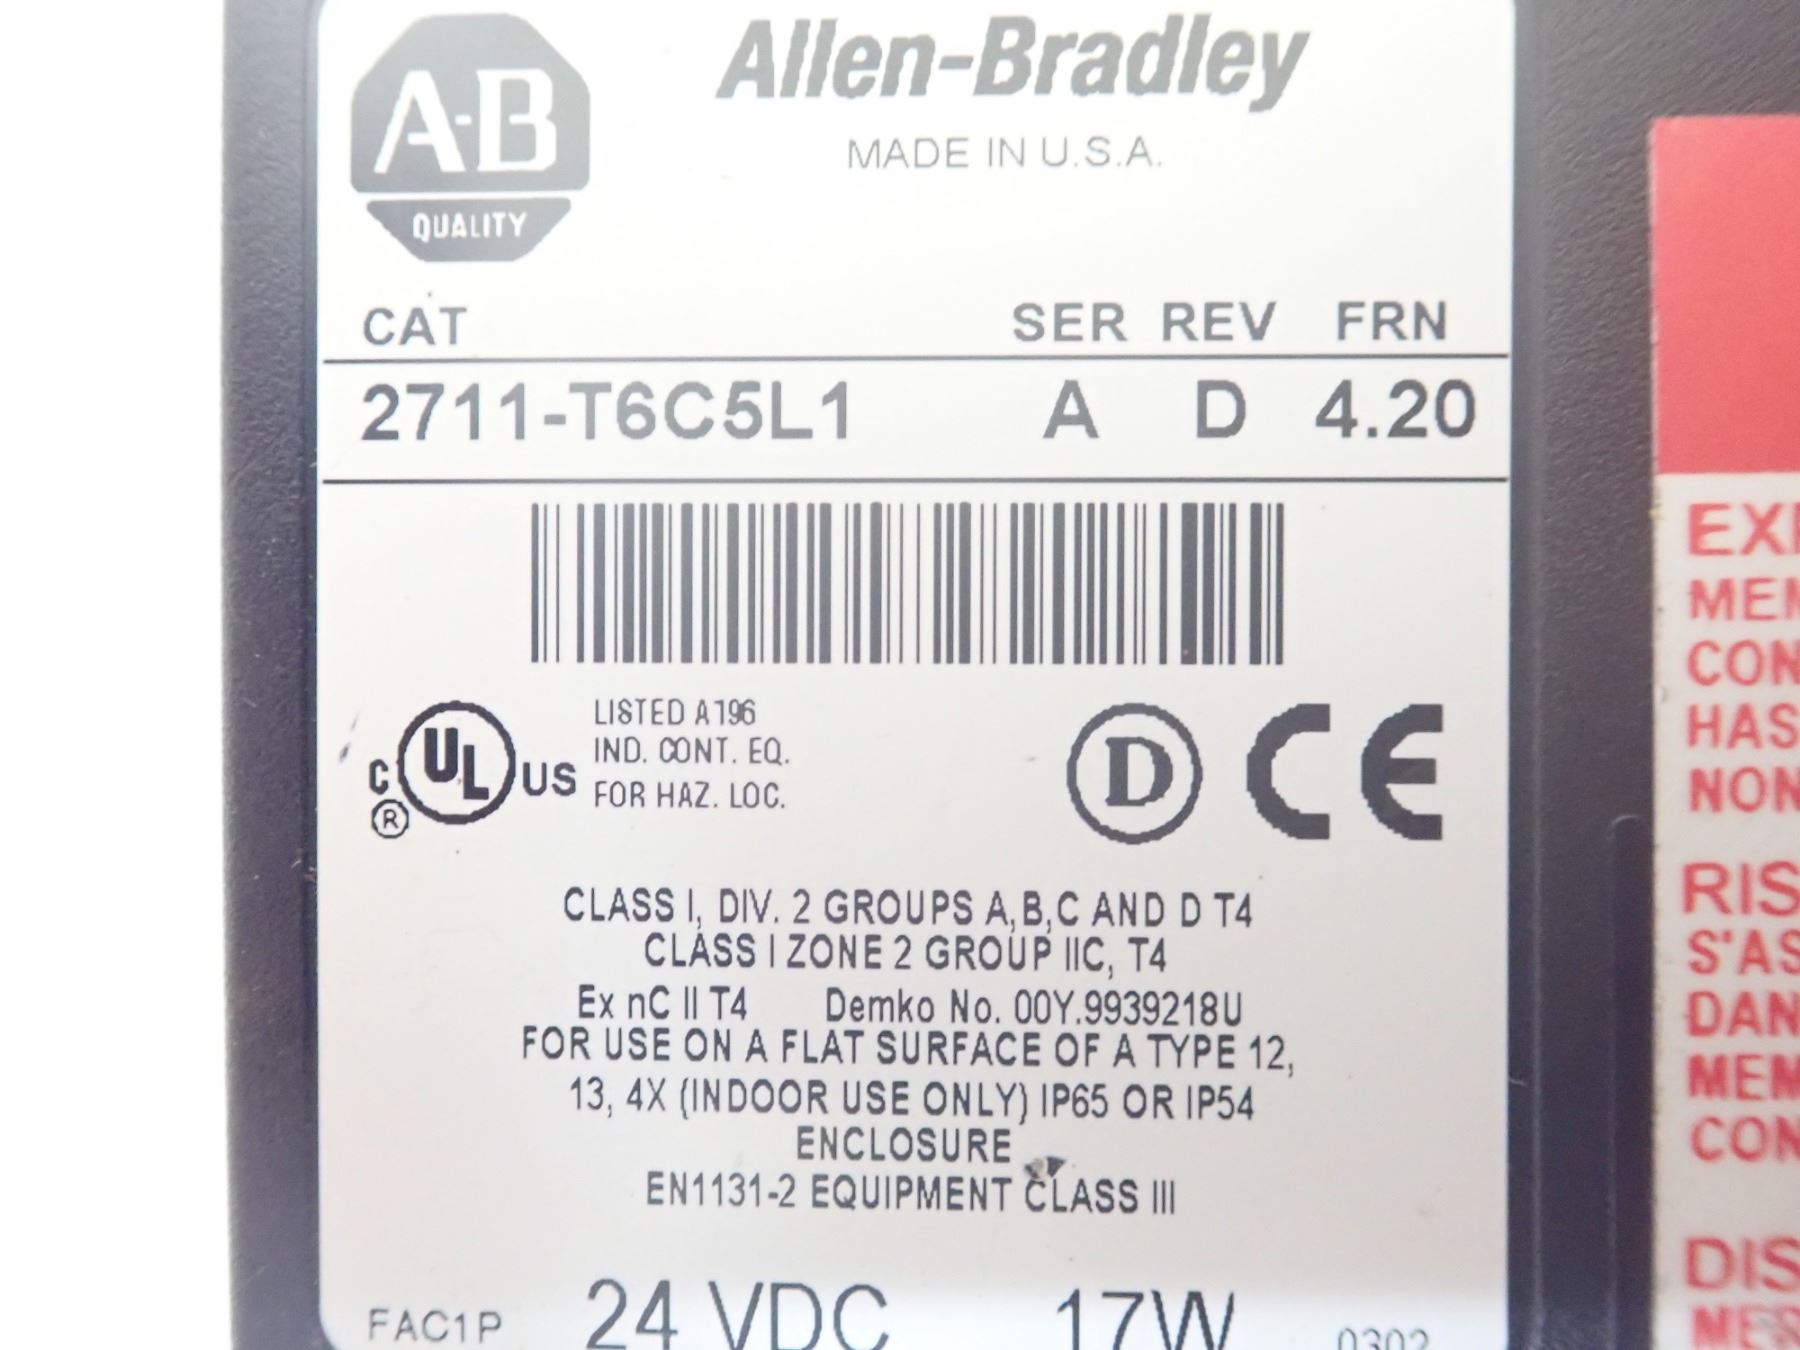 A-B
QUALITY
Allen-Bradley
MADE IN U.S.A.
CAT SER REV FRN
2711-T6C5L1 A D 4.20
C UL US ®
LISTED A196
IND. CONT. EQ.
FOR HAZ. LOC.
D CE
CLASS I, DIV. 2 GROUPS A,B,C AND D T4
CLASS I ZONE 2 GROUP IIC, T4
Ex nC II T4 Demko No. 00Y.9939218U
FOR USE ON A FLAT SURFACE OF A TYPE 12,
13, 4X (INDOOR USE ONLY) IP65 OR IP54
ENCLOSURE
EN1131-2 EQUIPMENT CLASS III
FAC1P 24 VDC 17W 0302
HAS
NON
RIS
S'AS
DAN
MEM
CON
DIS